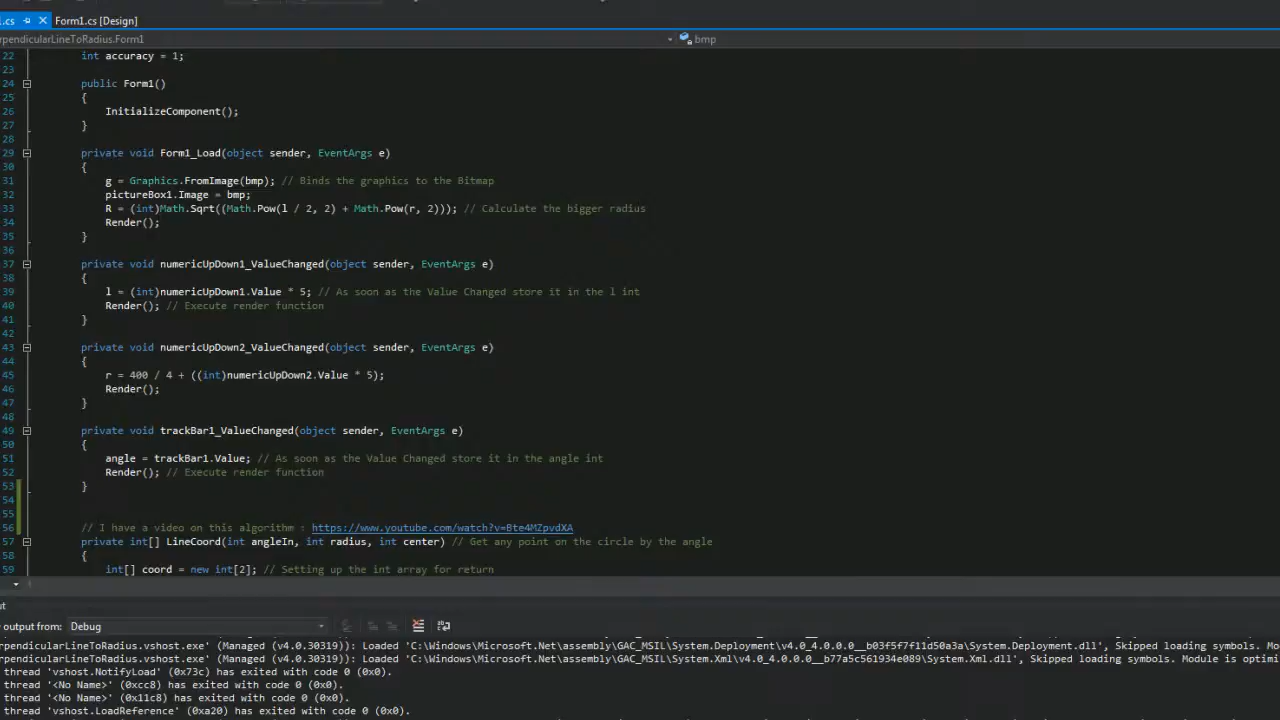 .cs Form1.cs [Design]
rpendicularLineToRadius.Form1 bmp
22 int accuracy = 1;
23
24 public Form1()
25 {
26 InitializeComponent();
27 }
28
29 private void Form1_Load(object sender, EventArgs e)
30 {
31 g = Graphics.FromImage(bmp); // Binds the graphics to the Bitmap
32 pictureBox1.Image = bmp;
33 R = (int)Math.Sqrt((Math.Pow(l / 2, 2) + Math.Pow(r, 2))); // Calculate the bigger radius
34 Render();
35 }
36
37 private void numericUpDown1_ValueChanged(object sender, EventArgs e)
38 {
39 l = (int)numericUpDown1.Value * 5; // As soon as the Value Changed store it in the l int
40 Render(); // Execute render function
41 }
42
43 private void numericUpDown2_ValueChanged(object sender, EventArgs e)
44 {
45 r = 400 / 4 + ((int)numericUpDown2.Value * 5);
46 Render();
47 }
48
49 private void trackBar1_ValueChanged(object sender, EventArgs e)
50 {
51 angle = trackBar1.Value; // As soon as the Value Changed store it in the angle int
52 Render(); // Execute render function
53 }
54
55
56 // I have a video on this algorithm : https://www.youtube.com/watch?v=Bte4MZpvdXA
57 private int[] LineCoord(int angleIn, int radius, int center) // Get any point on the circle by the angle
58 {
59 int[] coord = new int[2]; // Setting up the int array for return
ut
output from: Debug
rpendicularLineToRadius.vshost.exe' (Managed (v4.0.30319)): Loaded 'C:\Windows\Microsoft.Net\assembly\GAC_MSIL\System.Deployment\v4.0_4.0.0.0__b03f5f7f11d50a3a\System.Deployment.dll', Skipped loading symbols. Mo
rpendicularLineToRadius.vshost.exe' (Managed (v4.0.30319)): Loaded 'C:\Windows\Microsoft.Net\assembly\GAC_MSIL\System.Xml\v4.0_4.0.0.0__b77a5c561934e089\System.Xml.dll', Skipped loading symbols. Module is optimi
thread 'vshost.NotifyLoad' (0x73c) has exited with code 0 (0x0).
thread '<No Name>' (0xcc8) has exited with code 0 (0x0).
thread '<No Name>' (0x11c8) has exited with code 0 (0x0).
thread 'vshost.LoadReference' (0xa20) has exited with code 0 (0x0).